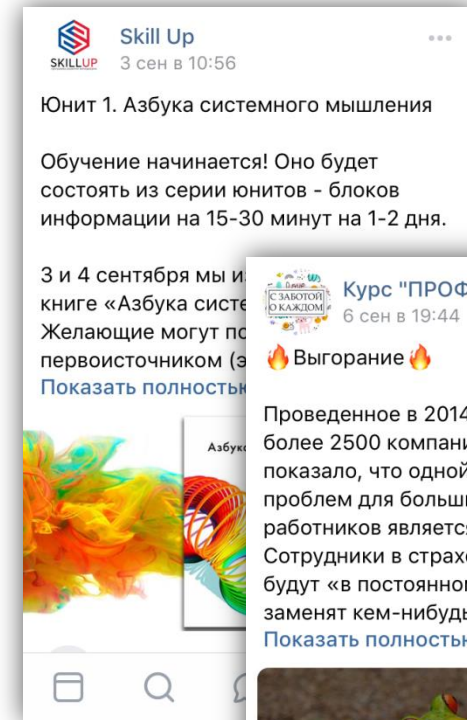 Skill Up
SKILLUP
3 сен в 10:56
Юнит 1. Азбука системного мышления
Обучение начинается! Оно будет
состоять из серии юнитов - блоков
информации на 15-30 минут на 1-2 дня.
3 и 4 сентября мы и
книге «Азбука систе
Желающие могут по
первоисточником (э
Показать полностью
Азбук
С ЗАБОТОЙ
О КАЖДОМ
Курс "ПРОФ
6 сен в 19:44
🔥Выгорание🔥
Проведенное в 2014
более 2500 компани
показало, что одной
проблем для больши
работников является
Сотрудники в страхе
будут «в постоянном
заменят кем-нибудь
Показать полностью